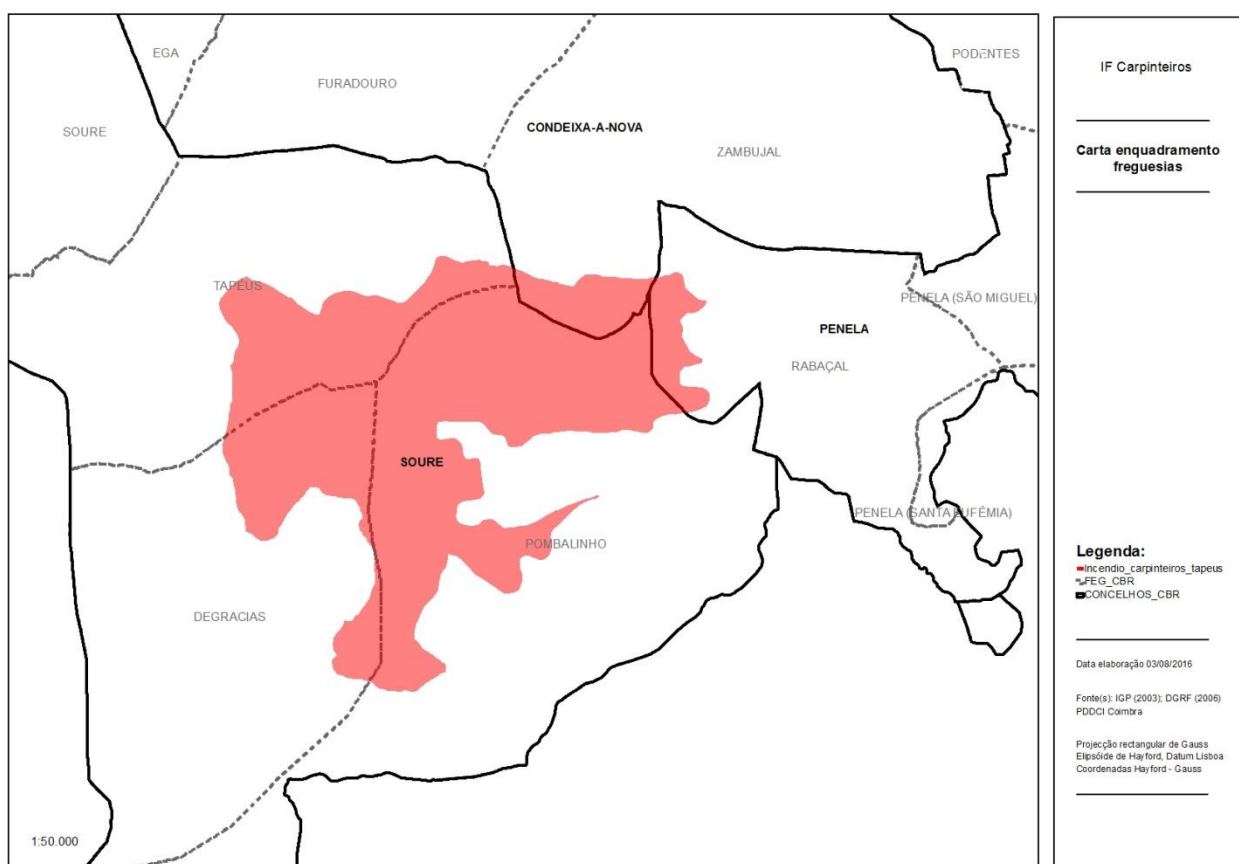 EGA
PODENTES
FURADOURO
SOURE
CONDEIXA-A-NOVA
ZAMBUJAL
TAPEUS
PENELA (SÃO MIGUEL)
PENELA
RABAÇAL
SOURE
PENELA (SANTA EUFÉMIA)
POMBALINHO
DEGRACIAS
1:50.000
IF Carpinteiros
Carta enquadramento
freguesias
Legenda:
Incendio_carpinteiros_tapeus
FEG_CBR
CONCELHOS_CBR
Data elaboração 03/08/2016
Fonte(s): IGP (2003); DGRF (2006)
PDDCI Coimbra
Projecção rectangular de Gauss
Elipsóide de Hayford, Datum Lisboa
Coordenadas Hayford - Gauss